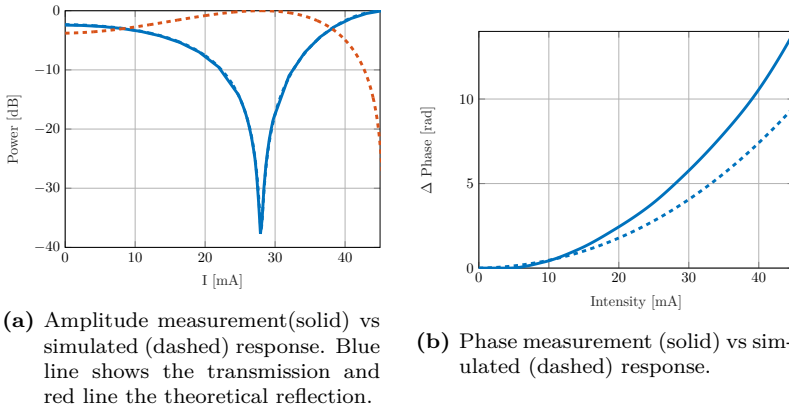 0
−10
−20
−30
−40
Power [dB]
0 10 20 30 40
I [mA]
(a) Amplitude measurement(solid) vs
simulated (dashed) response. Blue
line shows the transmission and
red line the theoretical reflection.
10
5
0
Δ Phase [rad]
0 10 20 30 40
Intensity [mA]
(b) Phase measurement (solid) vs sim-
ulated (dashed) response.